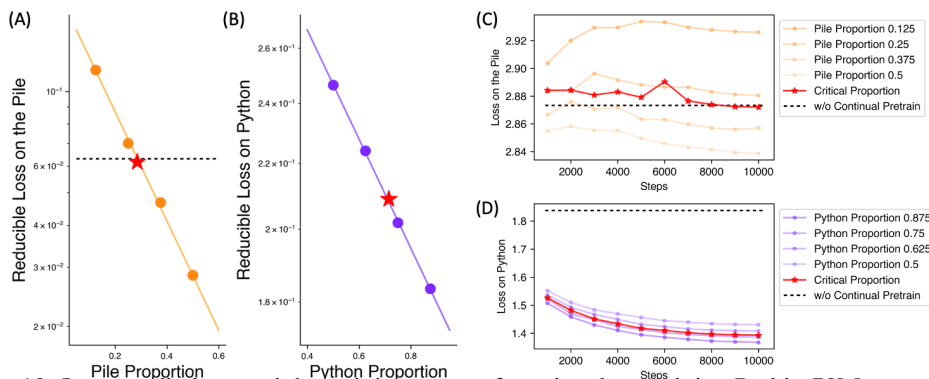 (A)
Reducible Loss on the Pile
10⁻¹
6 × 10⁻²
4 × 10⁻²
3 × 10⁻²
2 × 10⁻²
0.2
0.4
0.6
Pile Proportion
(B)
Reducible Loss on Python
2.6 × 10⁻¹
2.4 × 10⁻¹
2.2 × 10⁻¹
2 × 10⁻¹
1.8 × 10⁻¹
0.4
0.6
0.8
Python Proportion
(C)
Loss on the Pile
2.92
2.90
2.88
2.86
2.84
2000
4000
6000
8000
10000
Steps
Pile Proportion 0.125
Pile Proportion 0.25
Pile Proportion 0.375
Pile Proportion 0.5
Critical Proportion
w/o Continual Pretrain
(D)
Loss on Python
1.8
1.7
1.6
1.5
1.4
2000
4000
6000
8000
10000
Steps
Python Proportion 0.875
Python Proportion 0.75
Python Proportion 0.625
Python Proportion 0.5
Critical Proportion
w/o Continual Pretrain